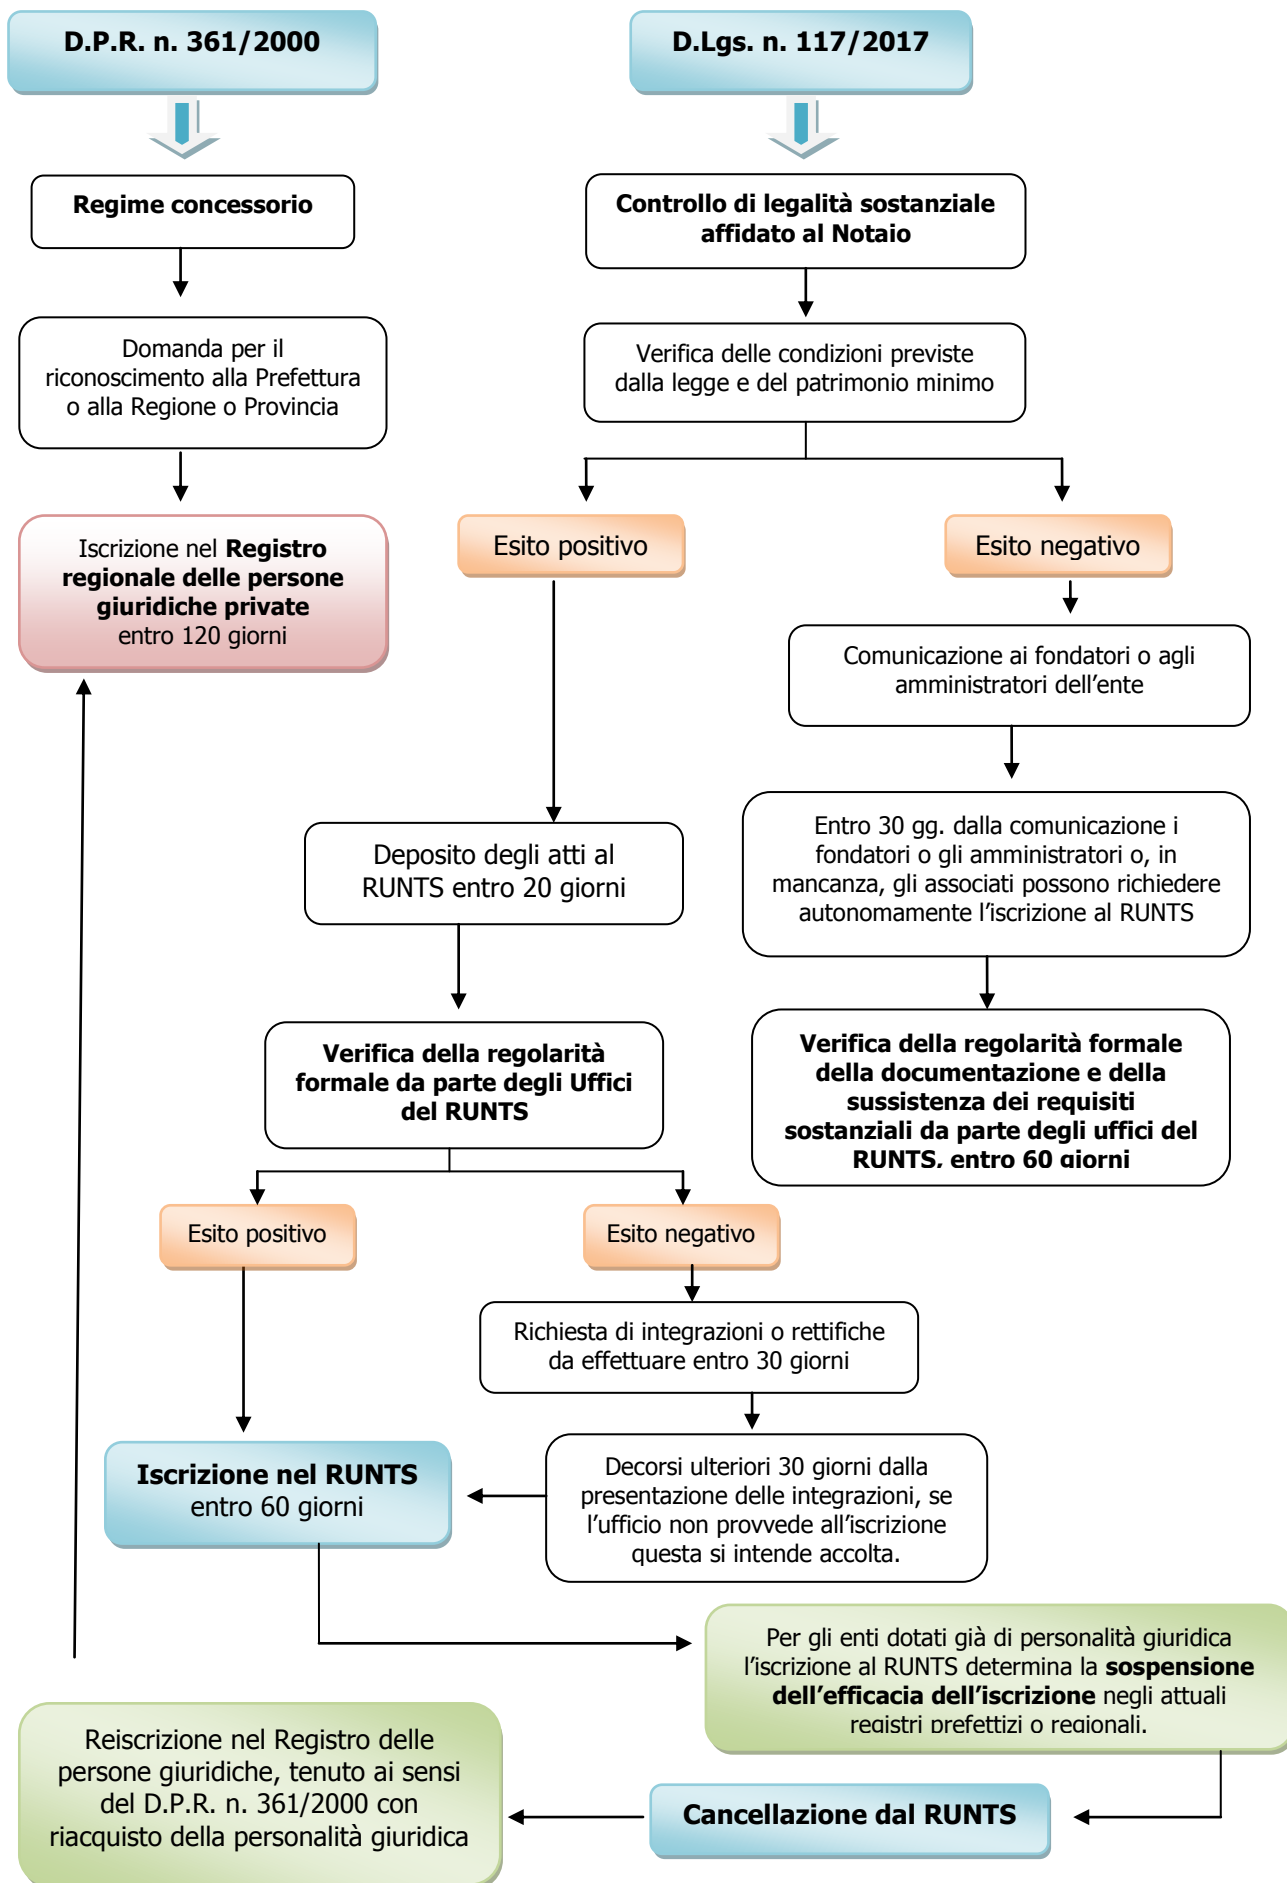 D.P.R. n. 361/2000
D.Lgs. n. 117/2017
Regime concessorio
Controllo di legalità sostanziale
affidato al Notaio
Domanda per il
riconoscimento alla Prefettura
o alla Regione o Provincia
Verifica delle condizioni previste
dalla legge e del patrimonio minimo
Iscrizione nel Registro
regionale delle persone
giuridiche private
entro 120 giorni
Esito positivo
Esito negativo
Comunicazione ai fondatori o agli
amministratori dell’ente
Entro 30 gg. dalla comunicazione i
fondatori o gli amministratori o, in
mancanza, gli associati possono richiedere
autonomamente l’iscrizione al RUNTS
Deposito degli atti al
RUNTS entro 20 giorni
Verifica della regolarità
formale da parte degli Uffici
del RUNTS
Verifica della regolarità formale
della documentazione e della
sussistenza dei requisiti
sostanziali da parte degli uffici del
RUNTS, entro 60 giorni
Esito positivo
Esito negativo
Richiesta di integrazioni o rettifiche
da effettuare entro 30 giorni
Iscrizione nel RUNTS
entro 60 giorni
Decorsi ulteriori 30 giorni dalla
presentazione delle integrazioni, se
l’ufficio non provvede all’iscrizione
questa si intende accolta.
Per gli enti dotati già di personalità giuridica
l’iscrizione al RUNTS determina la sospensione
dell’efficacia dell’iscrizione negli attuali
registri prefettizi o regionali.
Reiscrizione nel Registro delle
persone giuridiche, tenuto ai sensi
del D.P.R. n. 361/2000 con
riacquisto della personalità giuridica
Cancellazione dal RUNTS